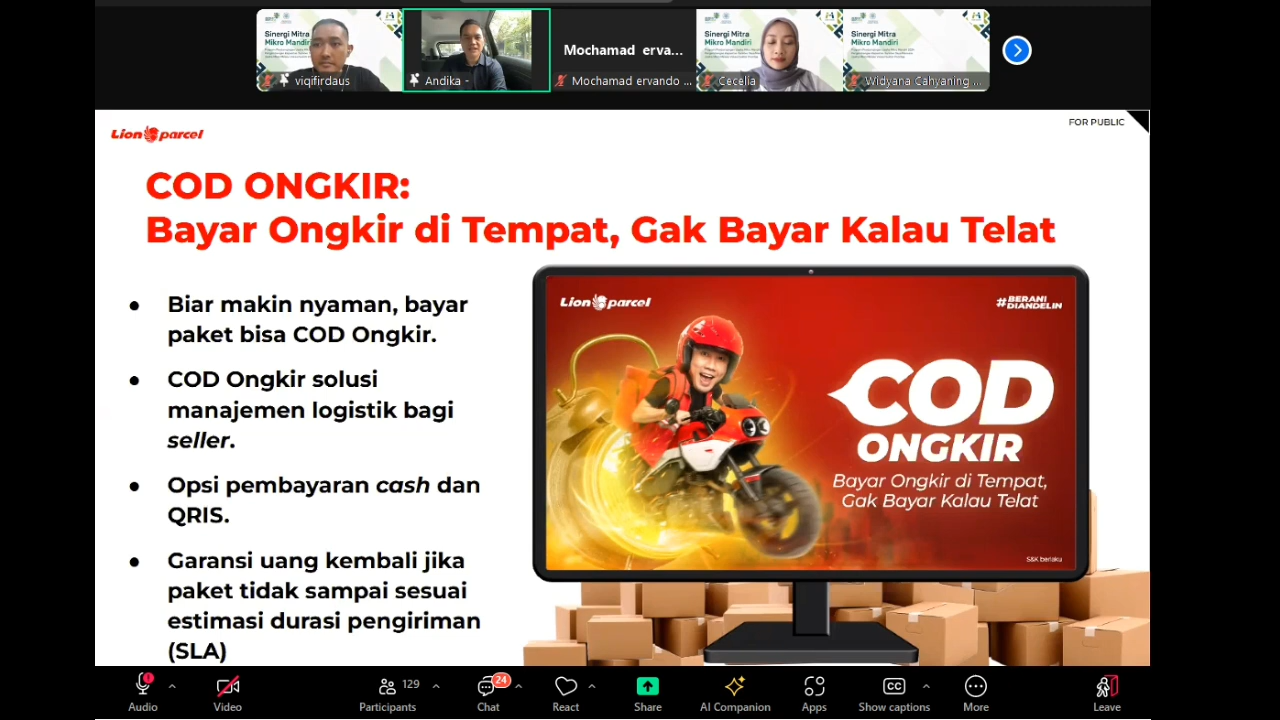 Sinergi Mitra
Mikro Mandiri
viqifirdaus
Andika -
Mochamad erva...
Mochamad ervando ...
Sinergi Mitra
Mikro Mandiri
Cecelia
Sinergi Mitra
Mikro Mandiri
Widyana Cahyaning ...
Lion parcel
FOR PUBLIC
COD ONGKIR:
Bayar Ongkir di Tempat, Gak Bayar Kalau Telat
• Biar makin nyaman, bayar
paket bisa COD Ongkir.
• COD Ongkir solusi
manajemen logistik bagi
seller.
• Opsi pembayaran cash dan
QRIS.
• Garansi uang kembali jika
paket tidak sampai sesuai
estimasi durasi pengiriman
(SLA)
Lion parcel
#BERANI
DIANDELIN
COD
ONGKIR
Bayar Ongkir di Tempat,
Gak Bayar Kalau Telat
S&K berlaku
Audio
Video
129
Participants
24
Chat
React
Share
AI Companion
Apps
CC
Show captions
More
Leave